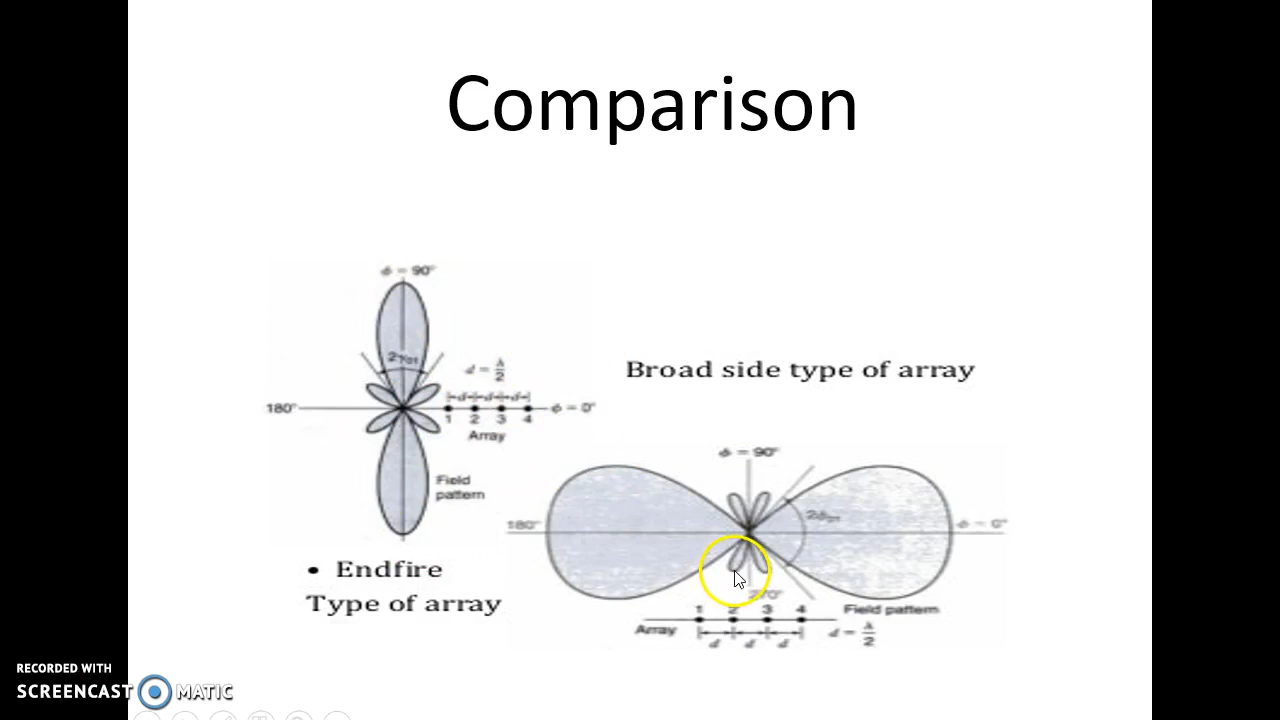 Comparison
ϕ = 90°
d = λ/2
180°
d d d
ϕ = 0°
1 2 3 4
Array
Field
pattern
• Endfire
Type of array
Broad side type of array
ϕ = 90°
180°
ϕ = 0°
270°
1 2 3 4
Field pattern
Array
d = λ/2
d d d
RECORDED WITH
SCREENCAST MATIC